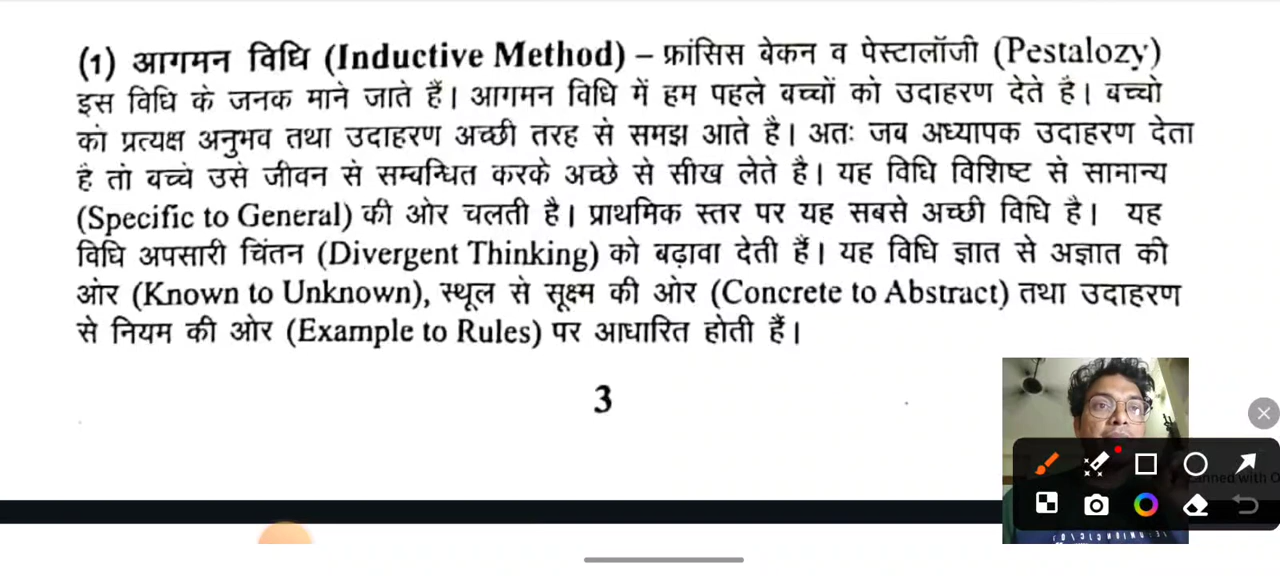 (1) आगमन विधि (Inductive Method) – फ्रांसिस बेकन व पेस्टालॉजी (Pestalozy)
इस विधि के जनक माने जाते हैं। आगमन विधि में हम पहले बच्चों को उदाहरण देते है। बच्चो
को प्रत्यक्ष अनुभव तथा उदाहरण अच्छी तरह से समझ आते है। अतः जब अध्यापक उदाहरण देता
है तो बच्चे उसे जीवन से सम्बन्धित करके अच्छे से सीख लेते है। यह विधि विशिष्ट से सामान्य
(Specific to General) की ओर चलती है। प्राथमिक स्तर पर यह सबसे अच्छी विधि है। यह
विधि अपसारी चिंतन (Divergent Thinking) को बढ़ावा देती हैं। यह विधि ज्ञात से अज्ञात की
ओर (Known to Unknown), स्थूल से सूक्ष्म की ओर (Concrete to Abstract) तथा उदाहरण
से नियम की ओर (Example to Rules) पर आधारित होती हैं।
3
with